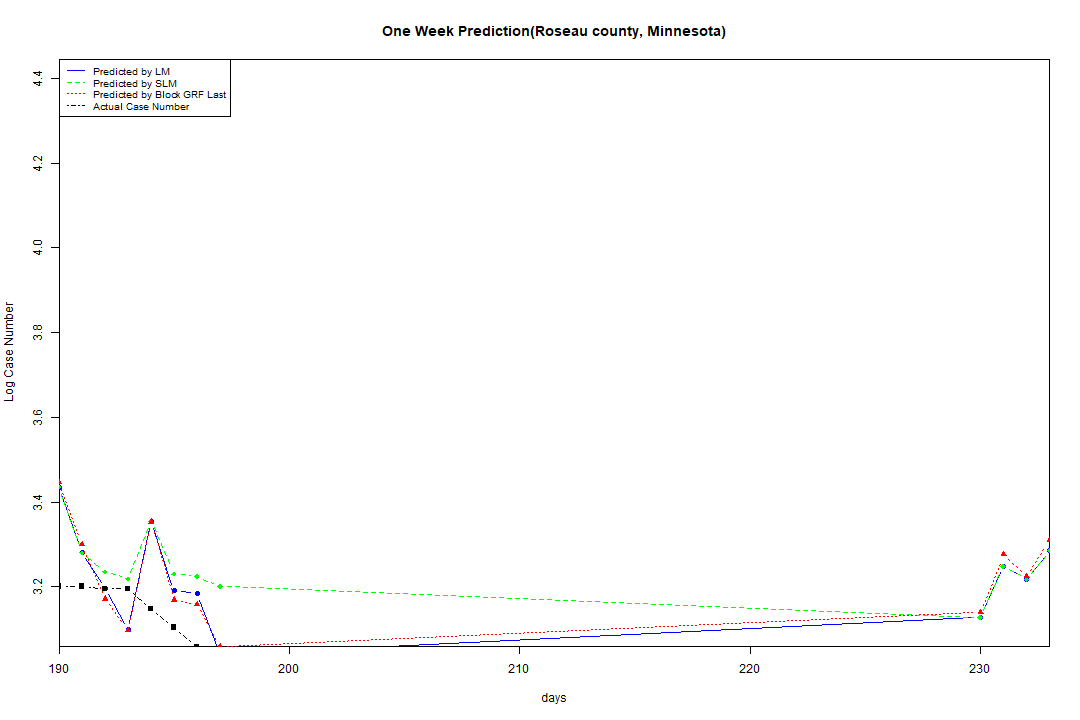 One Week Prediction(Roseau county, Minnesota)
Predicted by LM
Predicted by SLM
Predicted by Block GRF Last
Actual Case Number
4.4
4.2
4.0
3.8
3.6
3.4
3.2
Log Case Number
190 200 210 220 230
days